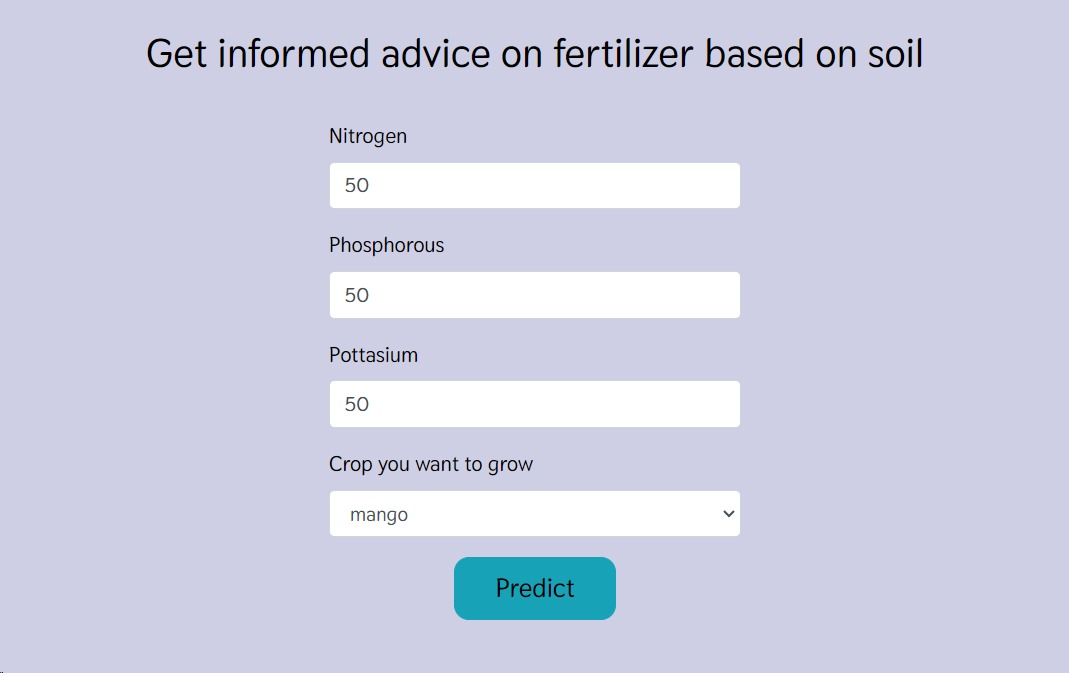 Get informed advice on fertilizer based on soil
Nitrogen
50
Phosphorous
50
Pottasium
50
Crop you want to grow
mango
Predict